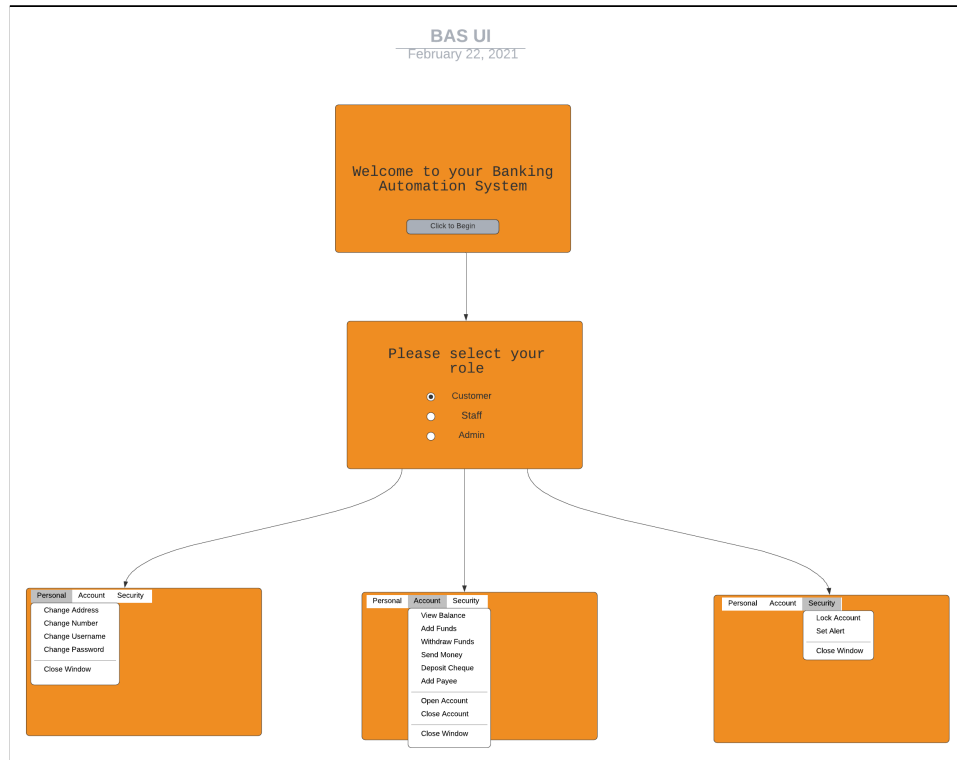 BAS UI
February 22, 2021
Welcome to your Banking
Automation System
Click to Begin
Please select your
role
Customer
Staff
Admin
Personal Account Security
Change Address
Change Number
Change Username
Change Password
Close Window
Personal Account Security
View Balance
Add Funds
Withdraw Funds
Send Money
Deposit Cheque
Add Payee
Open Account
Close Account
Close Window
Personal Account Security
Lock Account
Set Alert
Close Window